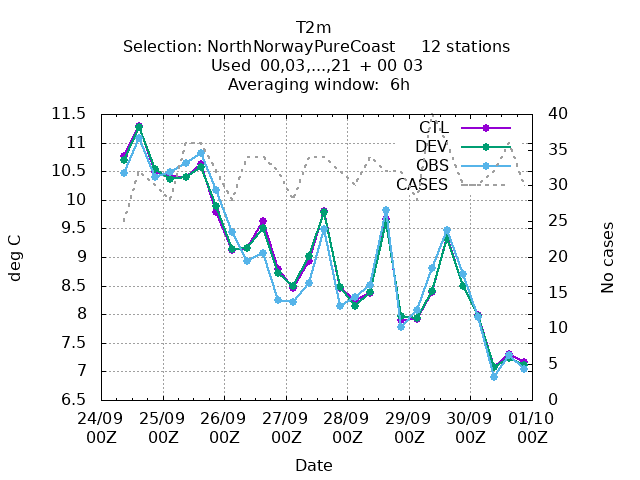 T2m
Selection: NorthNorwayPureCoast 12 stations
Used 00,03,...,21 + 00 03
Averaging window: 6h
11.5 40
CTL
11 35
DEV
OBS
10.5 30
CASES
10
9.5 25
9 20
8.5 15
8 10
7.5
7 5
6.5 0
deg C
No cases
24/09 25/09 26/09 27/09 28/09 29/09 30/09 01/10
00Z 00Z 00Z 00Z 00Z 00Z 00Z 00Z
Date